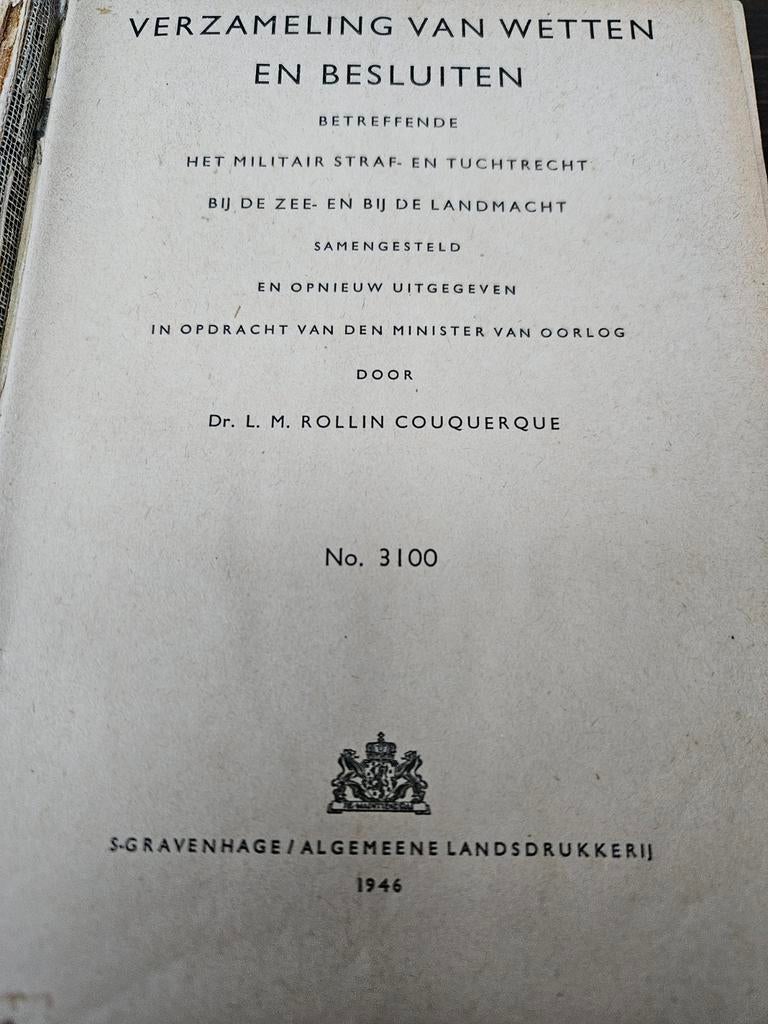 VERZAMELING VAN WETTEN
EN BESLUITEN
BETREFFENDE
HET MILITAIR STRAF- EN TUCHTRECHT
BIJ DE ZEE- EN BIJ DE LANDMACHT
SAMENGESTELD
EN OPNIEUW UITGEGEVEN
IN OPDRACHT VAN DEN MINISTER VAN OORLOG
DOOR
Dr. L. M. ROLLIN COUQUERQUE
No. 3100
JE MAINTIENDRAI
S-GRAVENHAGE/ALGEMEENE LANDSDRUKKERIJ
1946